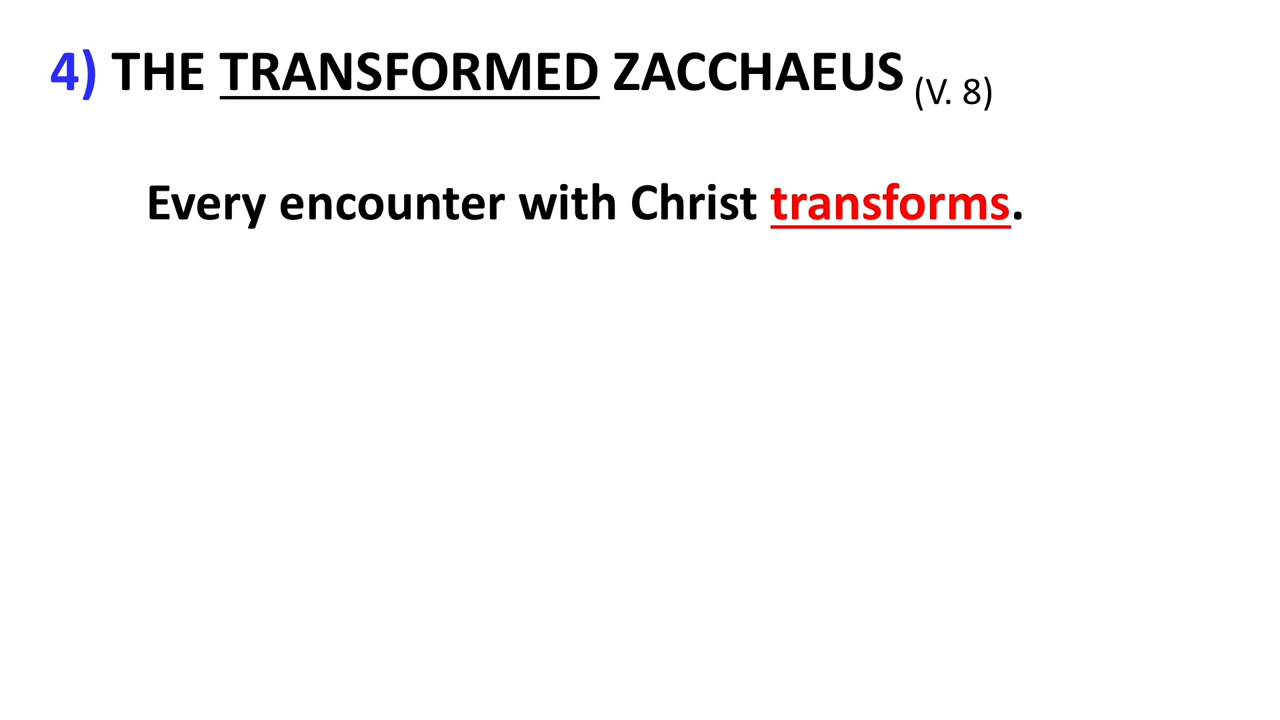 4) THE TRANSFORMED ZACCHAEUS (V. 8)
Every encounter with Christ transforms.